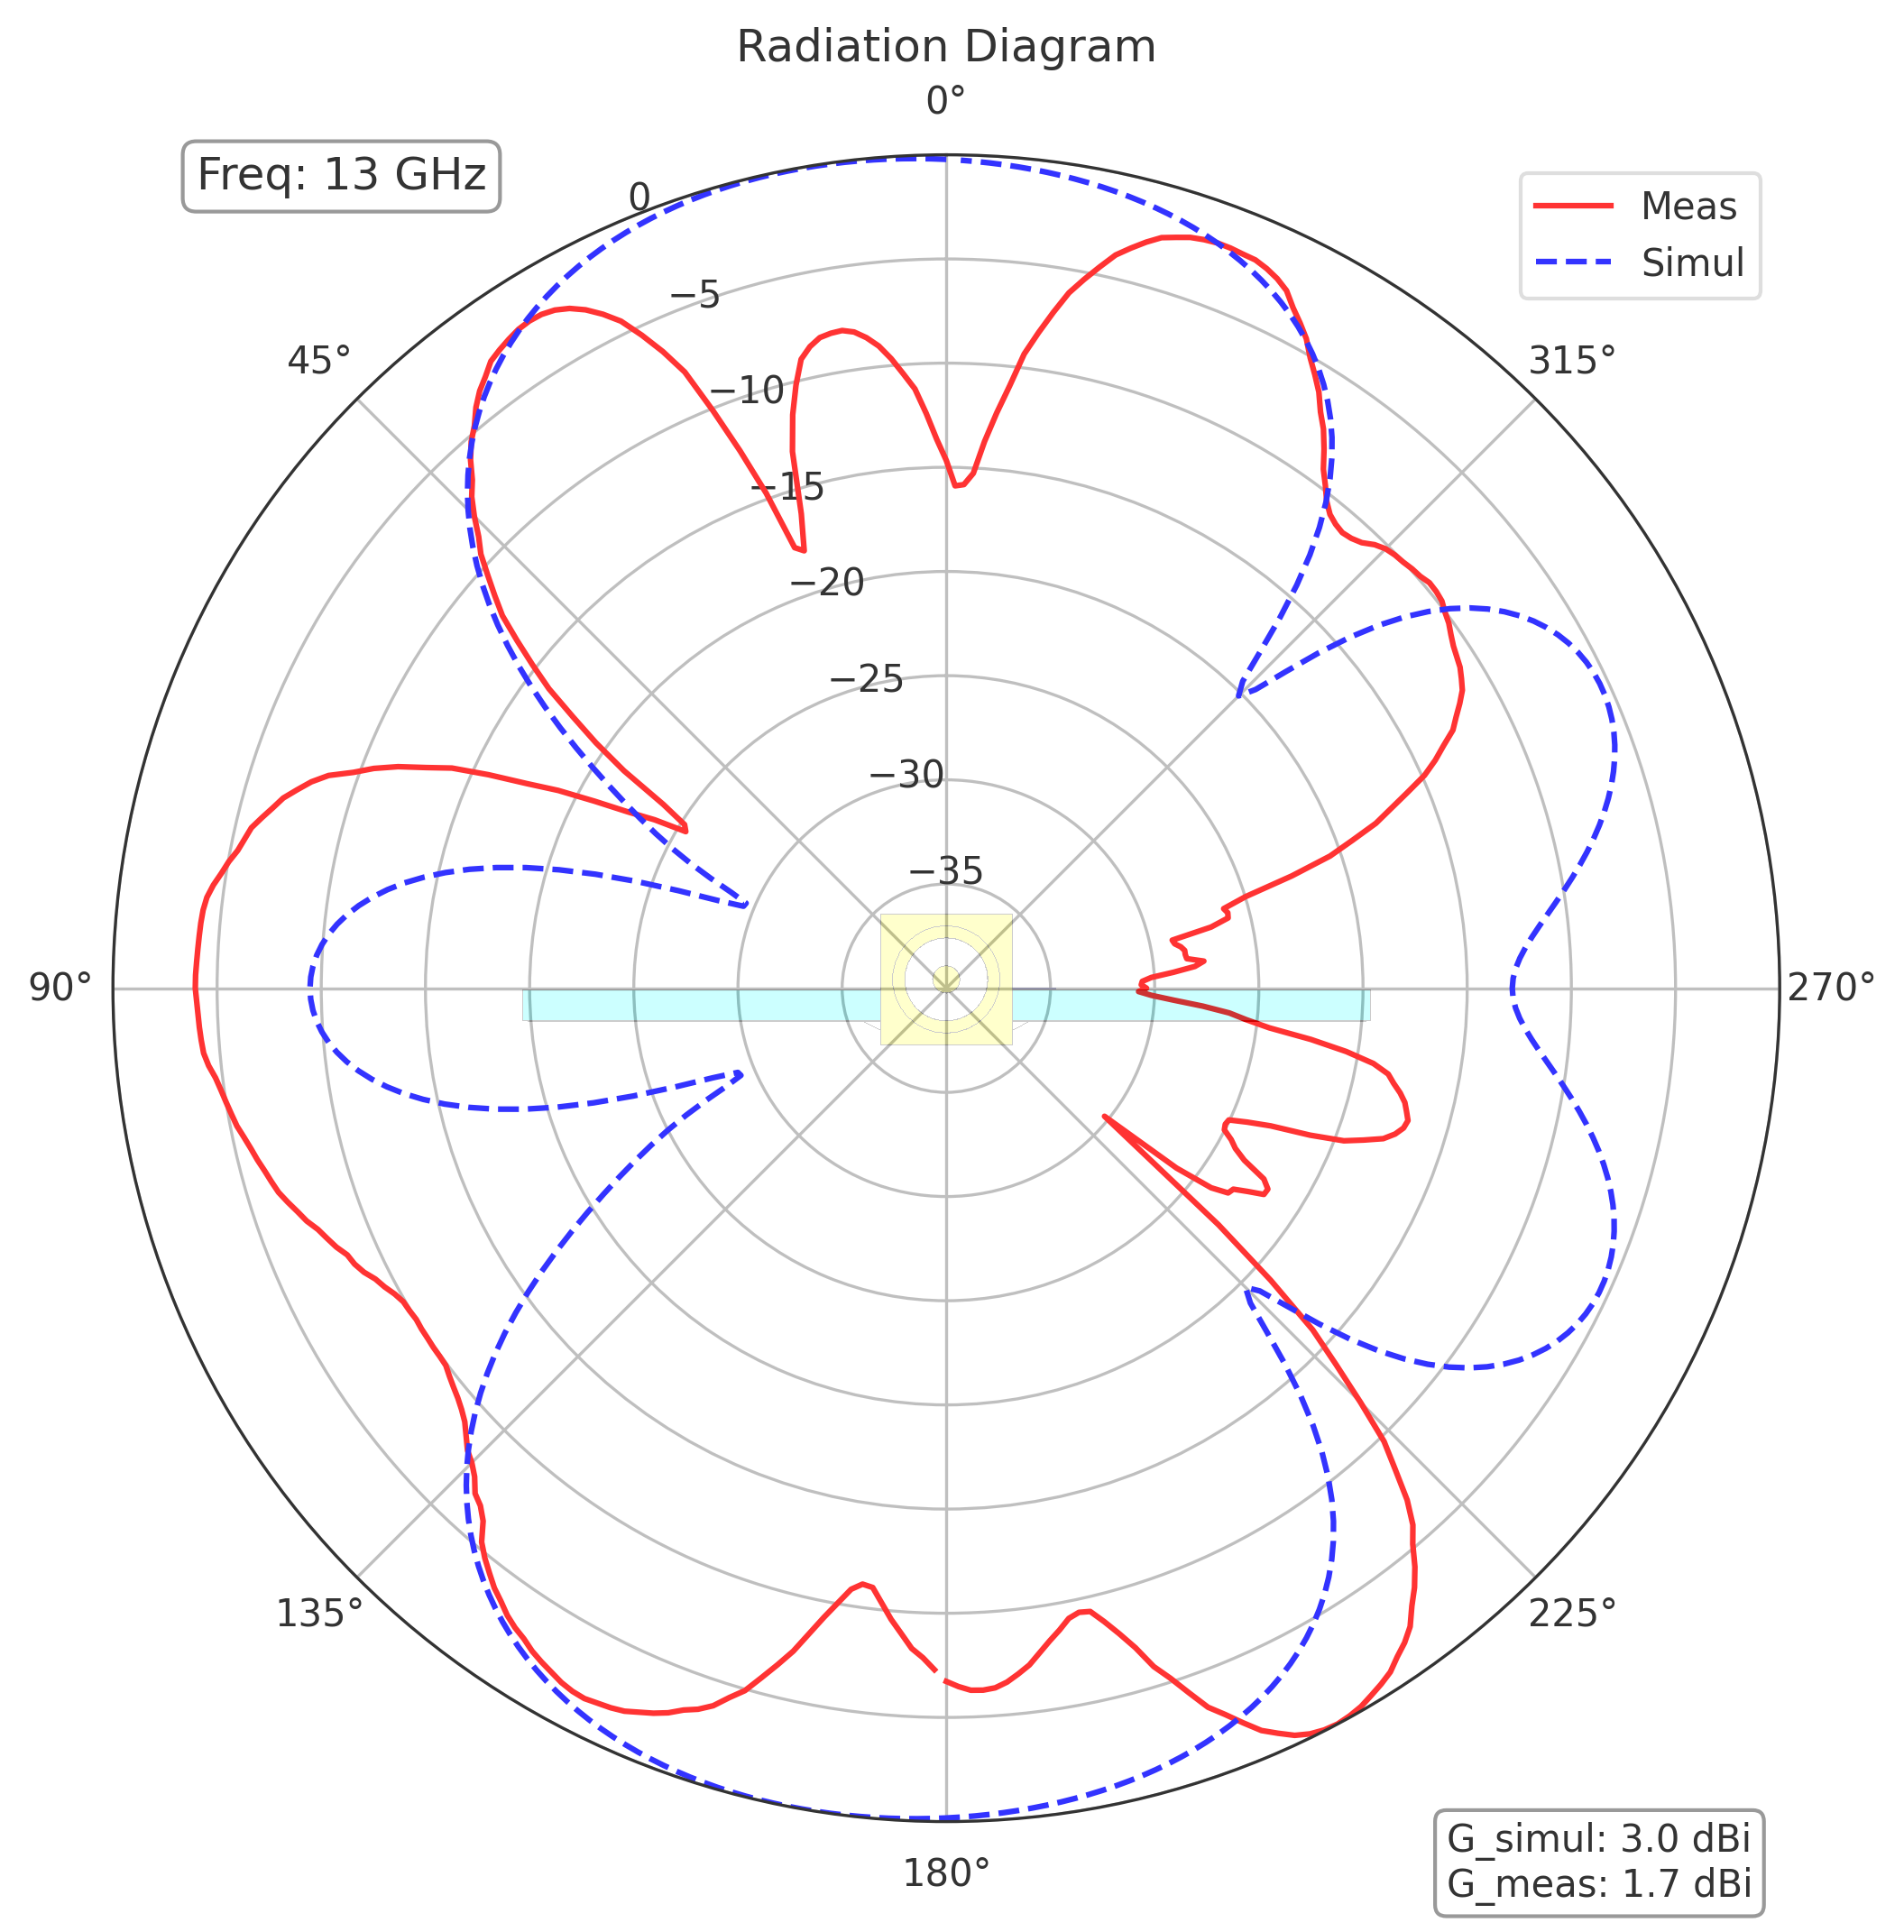 Radiation Diagram
0°
Freq: 13 GHz
0
Meas
Simul
−5
45°
315°
−10
−15
−20
−25
−30
−35
90°
270°
135°
225°
180°
G_simul: 3.0 dBi
G_meas: 1.7 dBi